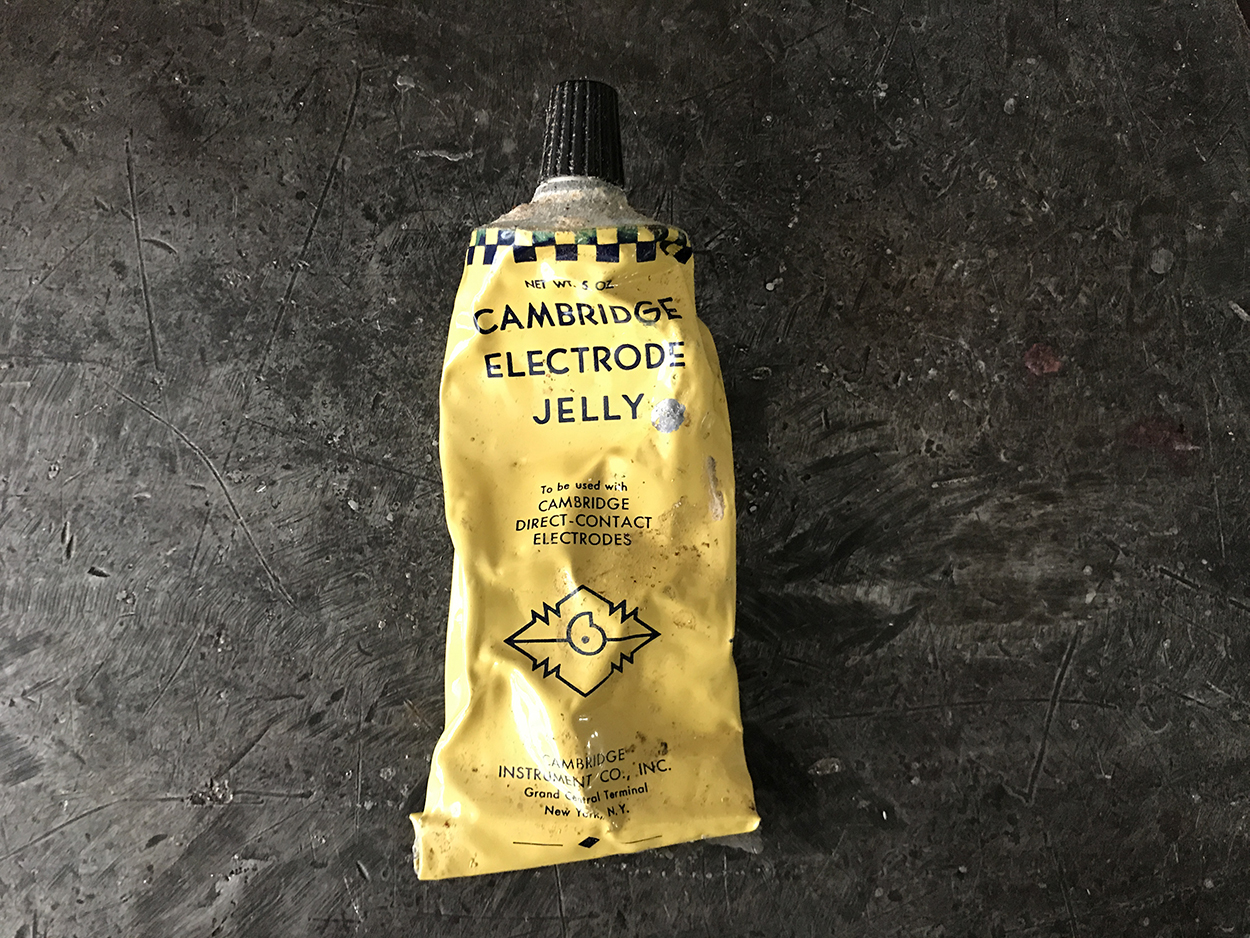 NET WT. 5 OZ.
CAMBRIDGE
ELECTRODE
JELLY
To be used with
CAMBRIDGE
DIRECT-CONTACT
ELECTRODES
CAMBRIDGE
INSTRUMENT CO., INC.
Grand Central Terminal
New York, N.Y.